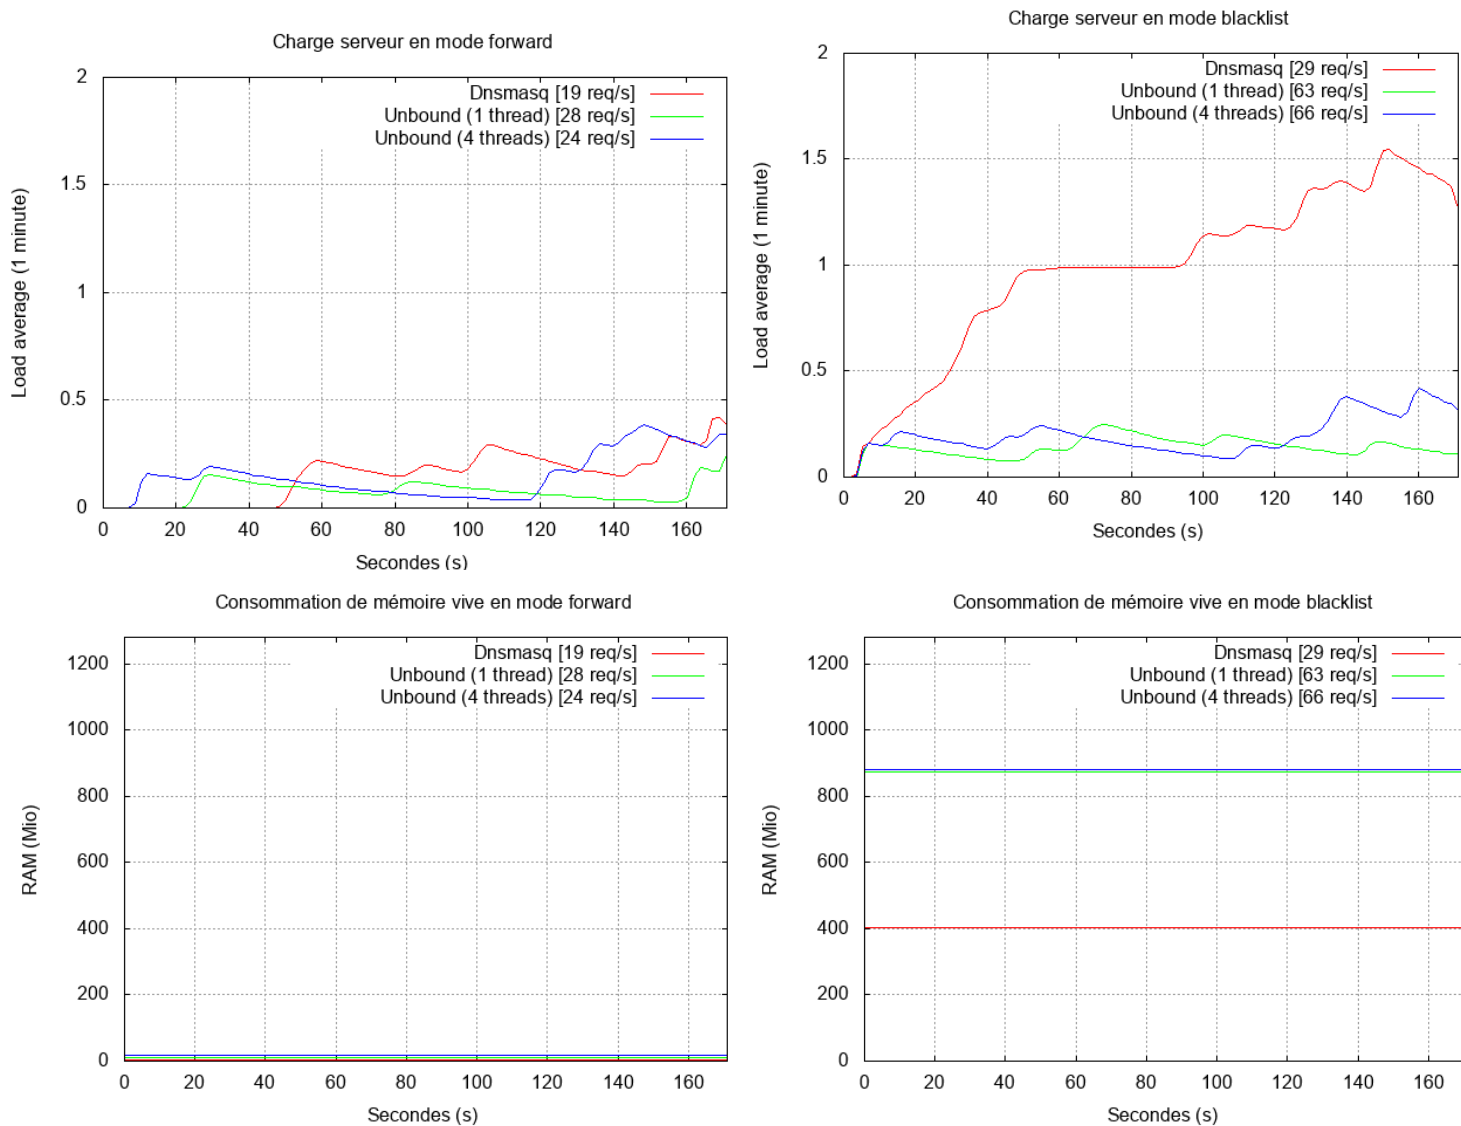 Charge serveur en mode forward
2
1.5
1
0.5
0
Load average (1 minute)
Dnsmasq [19 req/s]
Unbound (1 thread) [28 req/s]
Unbound (4 threads) [24 req/s]
0 20 40 60 80 100 120 140 160
Secondes (s)
Charge serveur en mode blacklist
2
1.5
1
0.5
0
Load average (1 minute)
Dnsmasq [29 req/s]
Unbound (1 thread) [63 req/s]
Unbound (4 threads) [66 req/s]
0 20 40 60 80 100 120 140 160
Secondes (s)
Consommation de mémoire vive en mode forward
1200
1000
800
600
400
200
0
RAM (Mio)
Dnsmasq [19 req/s]
Unbound (1 thread) [28 req/s]
Unbound (4 threads) [24 req/s]
0 20 40 60 80 100 120 140 160
Secondes (s)
Consommation de mémoire vive en mode blacklist
1200
1000
800
600
400
200
0
RAM (Mio)
Dnsmasq [29 req/s]
Unbound (1 thread) [63 req/s]
Unbound (4 threads) [66 req/s]
0 20 40 60 80 100 120 140 160
Secondes (s)